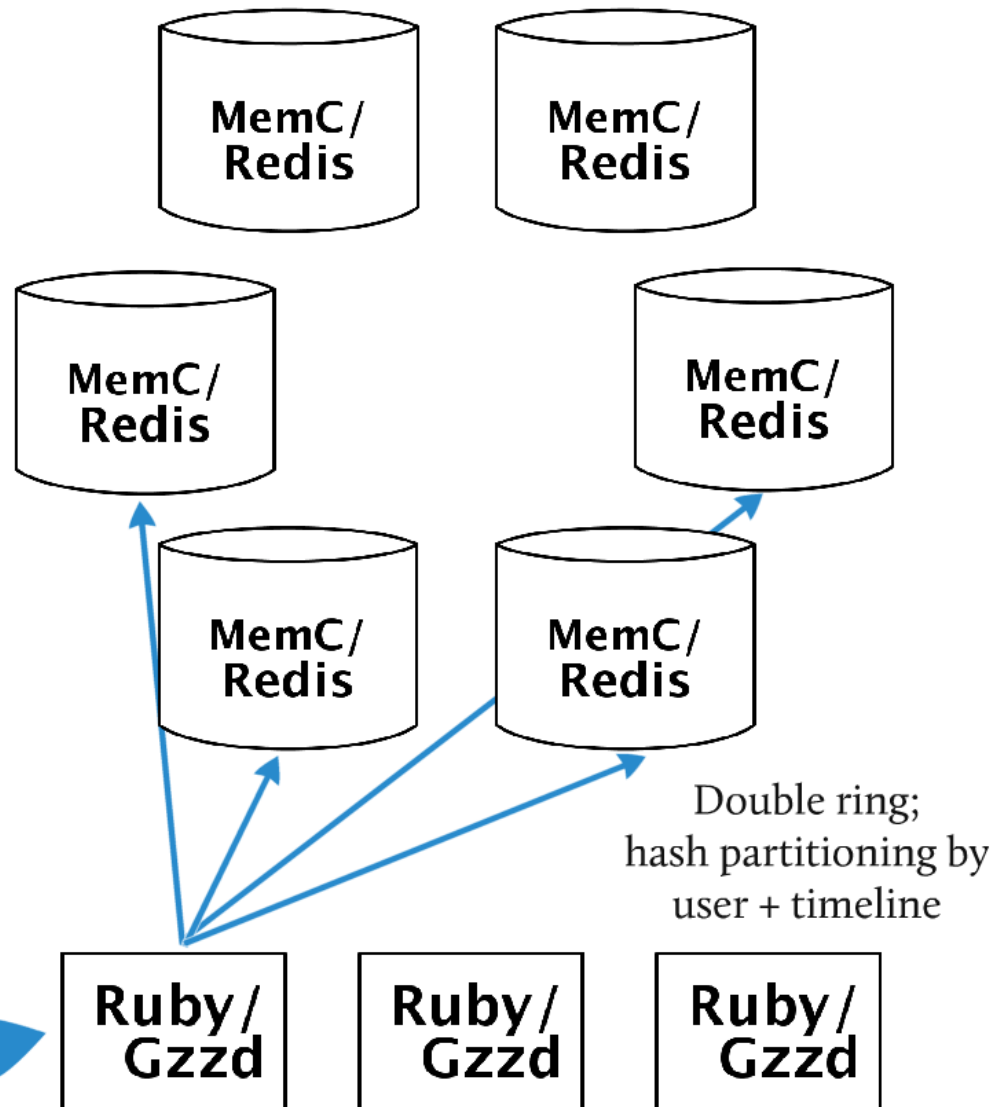 MemC/
Redis
MemC/
Redis
MemC/
Redis
MemC/
Redis
MemC/
Redis
MemC/
Redis
Double ring;
hash partitioning by
user + timeline
Ruby/
Gzzd
Ruby/
Gzzd
Ruby/
Gzzd